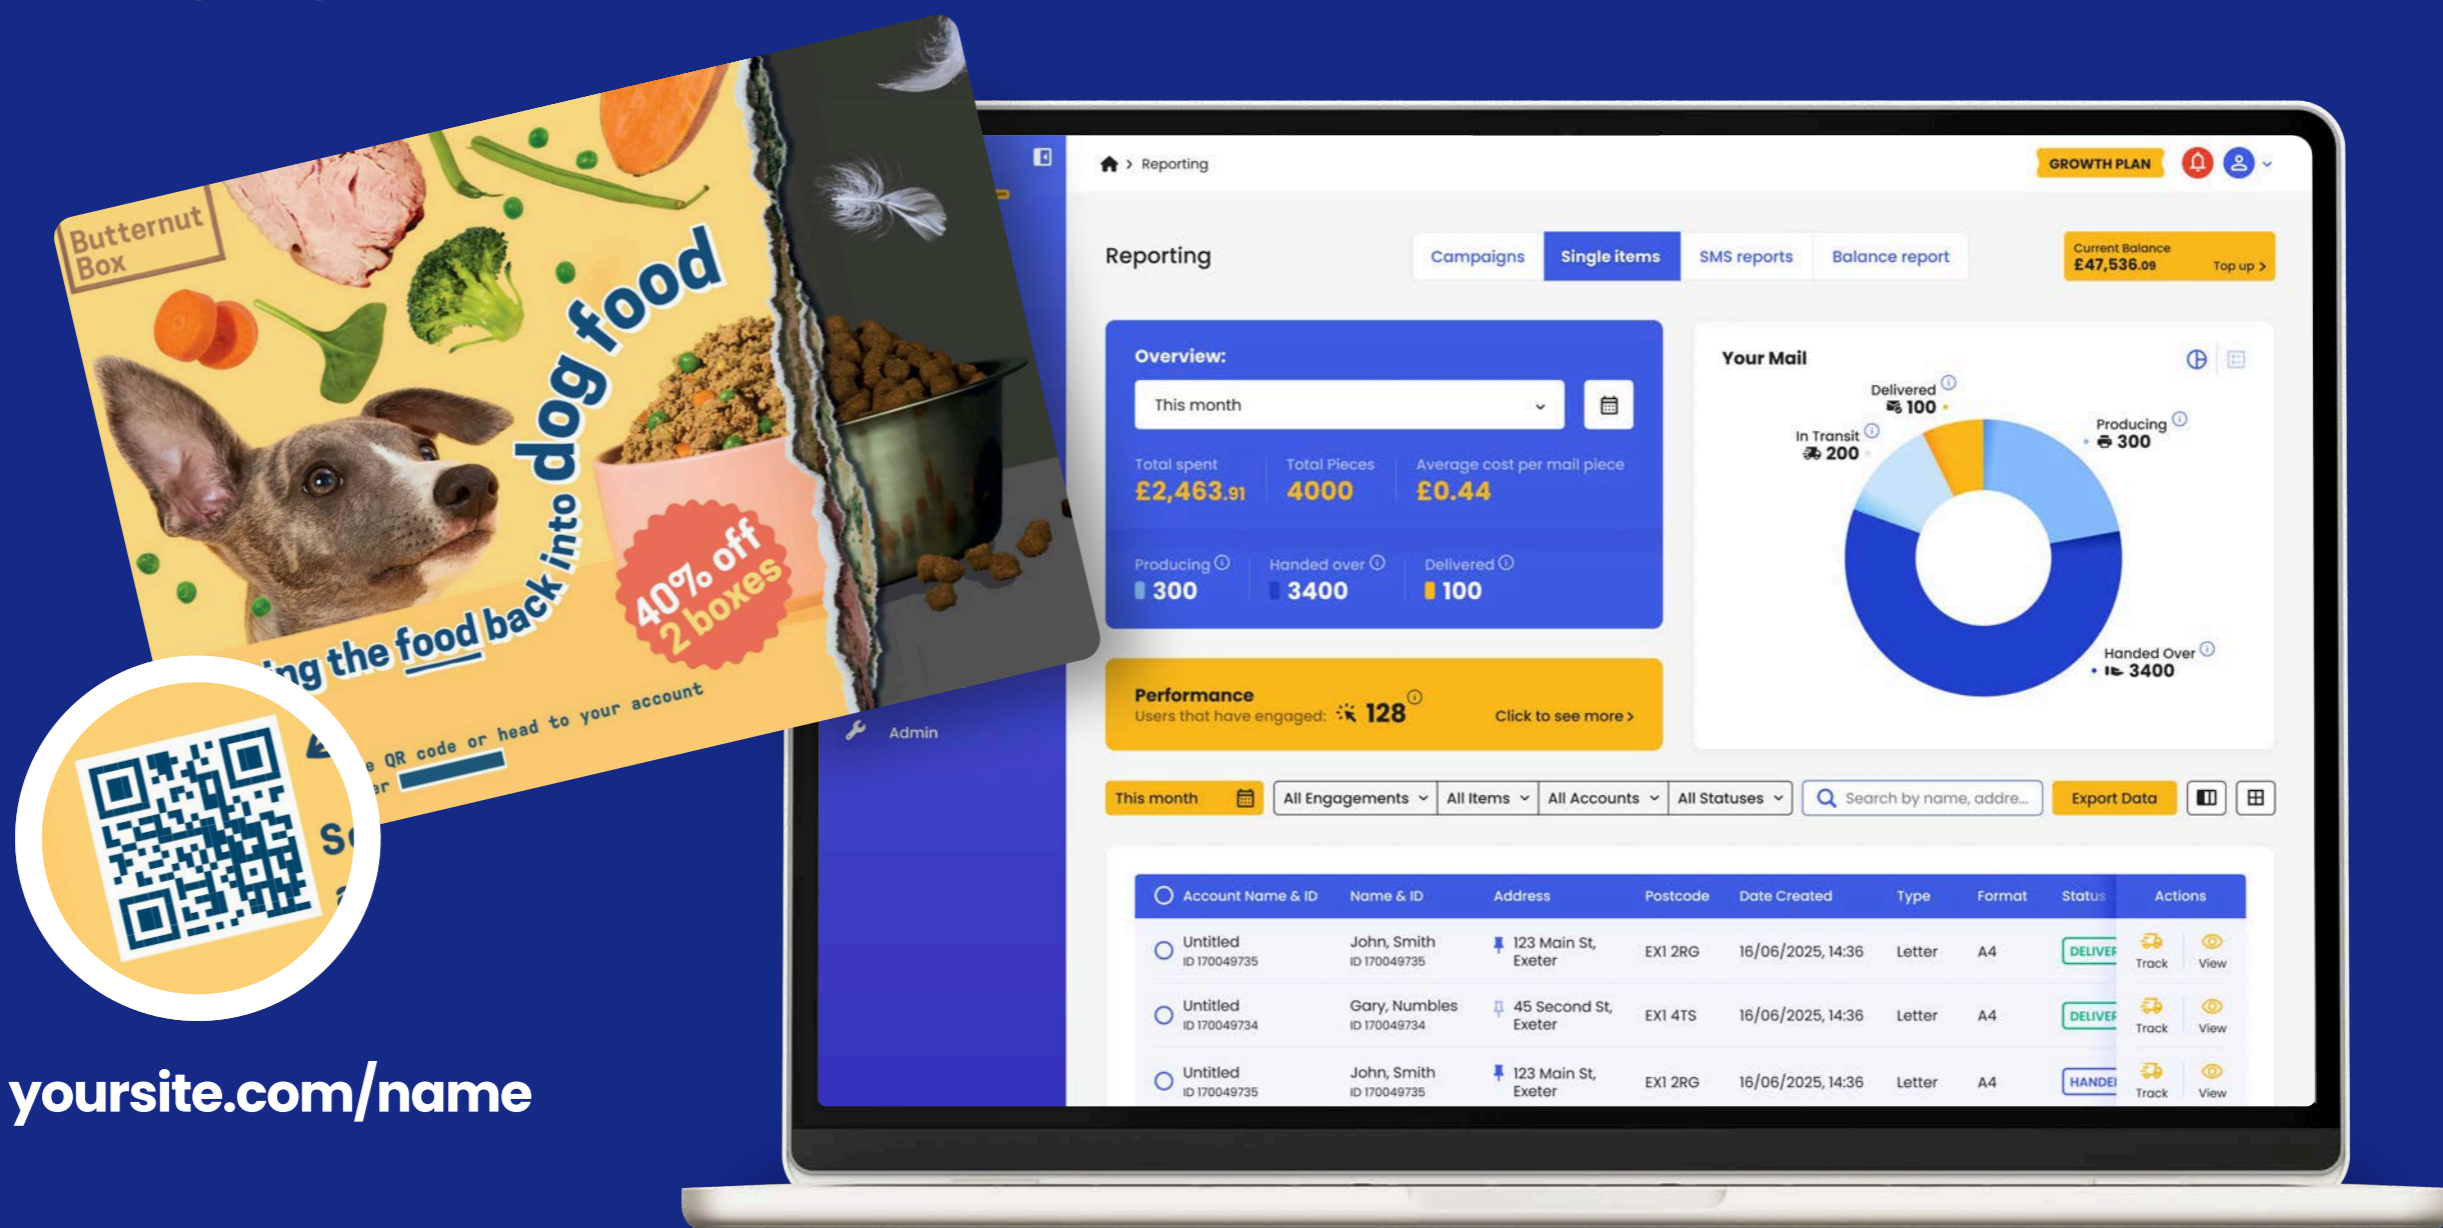 Butternut
Box
ng the food back into dog food
40% off
2 boxes
QR code or head to your account
yoursite.com/name
Admin
> Reporting
GROWTH PLAN
Reporting
Campaigns
Single items
SMS reports
Balance report
Current Balance
£47,536.09
Top up >
Overview:
This month
Total spent
£2,463.91
Total Pieces
4000
Average cost per mail piece
£0.44
Producing
300
Handed over
3400
Delivered
100
Your Mail
Delivered
100
In Transit
200
Producing
300
Handed Over
3400
Performance
Users that have engaged: 128
Click to see more >
This month
All Engagements
All Items
All Accounts
All Statuses
Search by name, addre...
Export Data
Account Name & ID Name & ID Address Postcode Date Created Type Format Status Actions
Untitled John, Smith 123 Main St, EX1 2RG 16/06/2025, 14:36 Letter A4 DELIVER
ID 170049735 ID 170049735 Exeter Track View
Untitled Gary, Numbles 45 Second St, EX1 4TS 16/06/2025, 14:36 Letter A4 DELIVER
ID 170049734 ID 170049734 Exeter Track View
Untitled John, Smith 123 Main St, EX1 2RG 16/06/2025, 14:36 Letter A4 HANDE
ID 170049735 ID 170049735 Exeter Track View